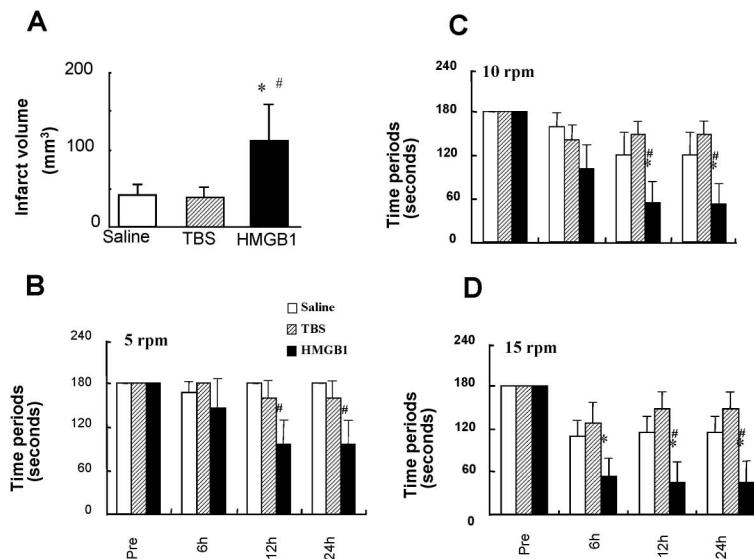 A
Infarct volume
(mm³)
200
100
0
* #
Saline TBS HMGB1
B
Saline
TBS
HMGB1
5 rpm
Time periods
(seconds)
240
180
120
60
0
# #
Pre 6h 12h 24h
C
10 rpm
Time periods
(seconds)
240
180
120
60
0
# #
* *
D
15 rpm
Time periods
(seconds)
240
180
120
60
0
# #
* * *
Pre 6h 12h 24h